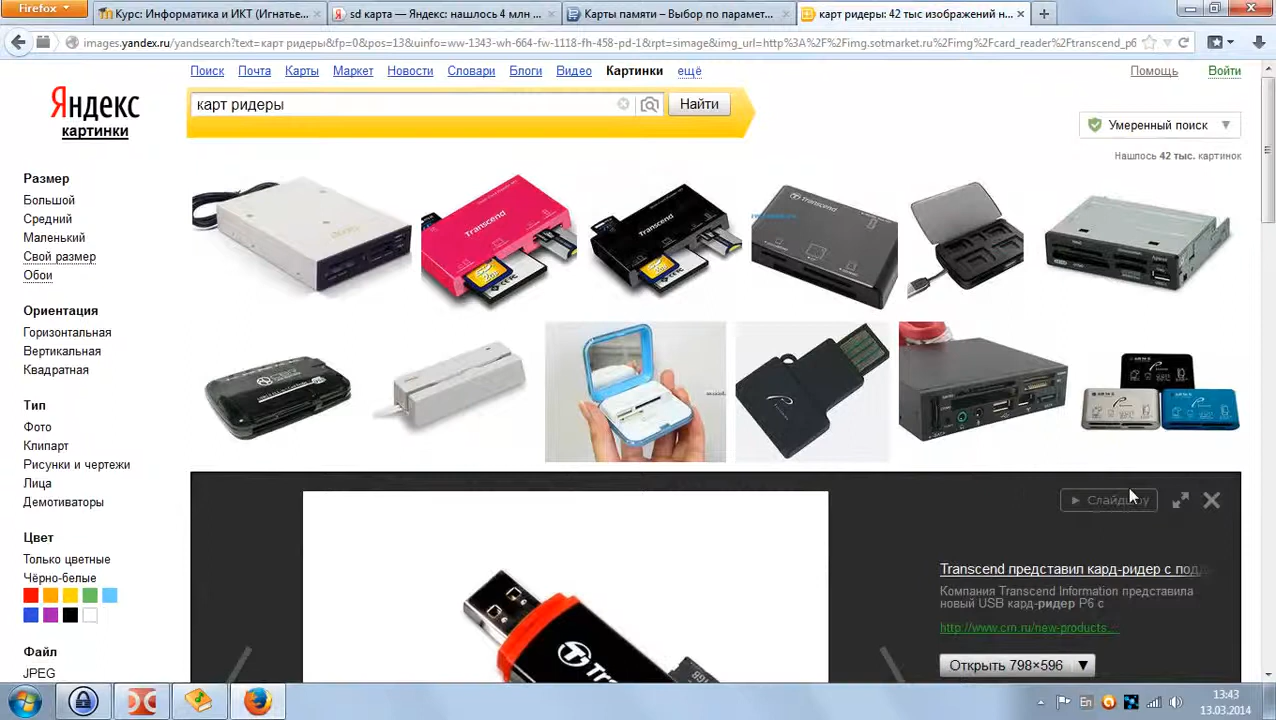 Firefox
Курс: Информатика и ИКТ (Игнатье...
sd карта — Яндекс: нашлось 4 млн ...
Карты памяти – Выбор по парамет...
карт ридеры: 42 тыс изображений н...
images.yandex.ru/yandsearch?text=карт ридеры&fp=0&pos=13&uinfo=ww-1343-wh-664-fw-1118-fh-458-pd-1&rpt=simage&img_url=http%3A%2F%2Fimg.sotmarket.ru%2Fimg%2Fcard_reader%2Ftranscend_p6
Поиск Почта Карты Маркет Новости Словари Блоги Видео Картинки ещё
Помощь Войти
Яндекс
картинки
карт ридеры
Найти
Умеренный поиск
Нашлось 42 тыс. картинок
Размер
Большой
Средний
Маленький
Свой размер
Обои
Ориентация
Горизонтальная
Вертикальная
Квадратная
Тип
Фото
Клипарт
Рисунки и чертежи
Лица
Демотиваторы
Цвет
Только цветные
Чёрно-белые
Файл
JPEG
Transcend
Transcend
Transcend
Слайдшоу
Transcend представил кард-ридер с под
Компания Transcend Information представила
новый USB кард-ридер P6 с
http://www.crn.ru/new-products...
Открыть 798×596
En
13:43
13.03.2014